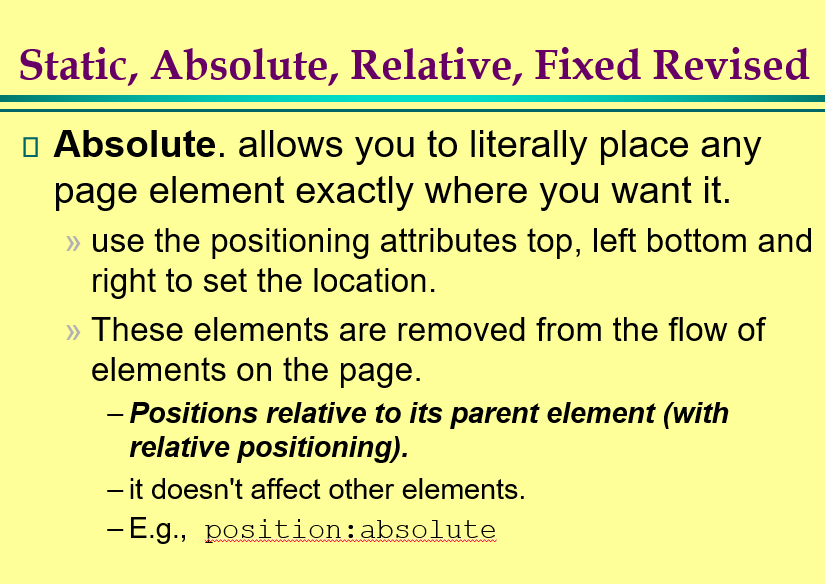 Static, Absolute, Relative, Fixed Revised
Absolute. allows you to literally place any
page element exactly where you want it.
» use the positioning attributes top, left bottom and
right to set the location.
» These elements are removed from the flow of
elements on the page.
– Positions relative to its parent element (with
relative positioning).
– it doesn't affect other elements.
– E.g., position:absolute